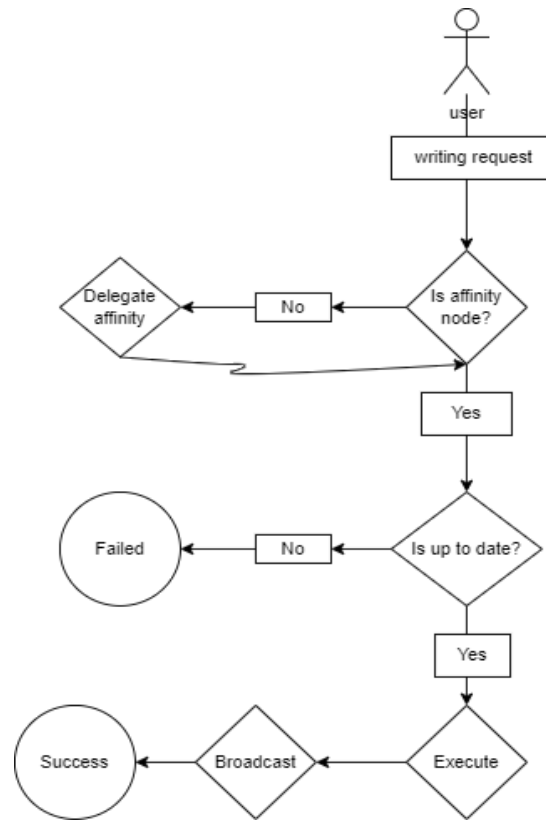 user
writing request
Delegate
affinity
No
Is affinity
node?
Yes
Failed
No
Is up to date?
Yes
Success
Broadcast
Execute